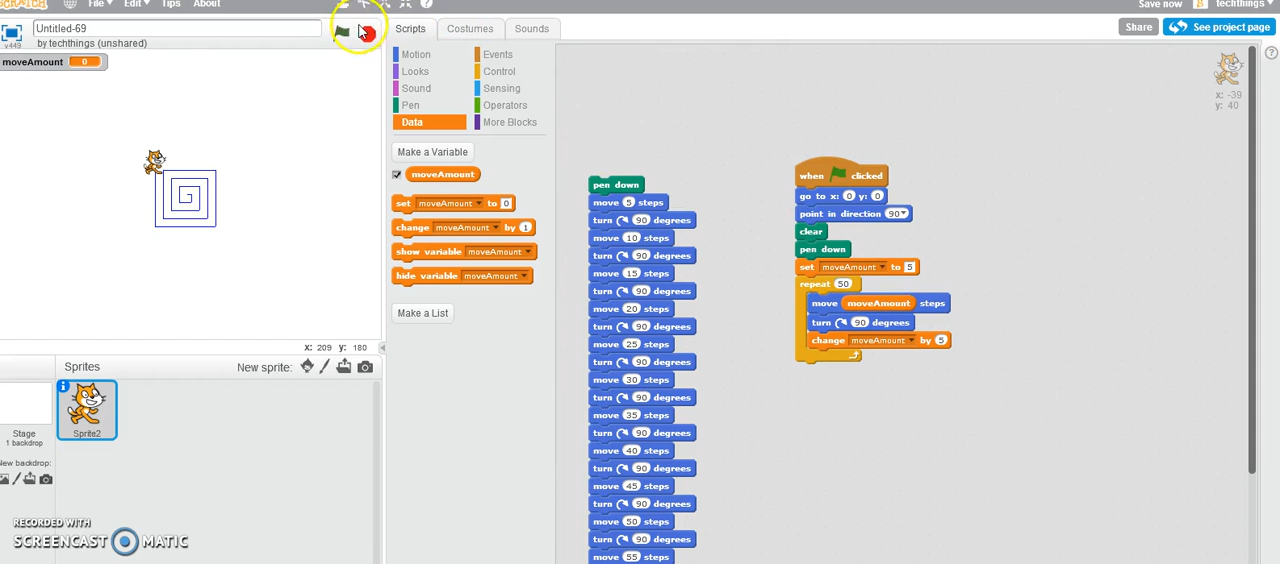 SCRATCH File Edit Tips About techthings Save now
Untitled-69 Scripts Costumes Sounds Share See project page
v449 by techthings (unshared)
moveAmount 0
Motion Events
Looks Control
Sound Sensing
Pen Operators
Data More Blocks
Make a Variable
moveAmount
set moveAmount to 0
change moveAmount by 1
show variable moveAmount
hide variable moveAmount
Make a List
pen down
move 5 steps
turn 90 degrees
move 10 steps
turn 90 degrees
move 15 steps
turn 90 degrees
move 20 steps
turn 90 degrees
move 25 steps
turn 90 degrees
move 30 steps
turn 90 degrees
move 35 steps
turn 90 degrees
move 40 steps
turn 90 degrees
move 45 steps
turn 90 degrees
move 50 steps
turn 90 degrees
move 55 steps
when clicked
go to x: 0 y: 0
point in direction 90
clear
pen down
set moveAmount to 5
repeat 50
move moveAmount steps
turn 90 degrees
change moveAmount by 5
x: -39
y: 40
x: 209 y: 180
Sprites New sprite:
Sprite2
Stage
1 backdrop
New backdrop:
RECORDED WITH
SCREENCAST MATIC